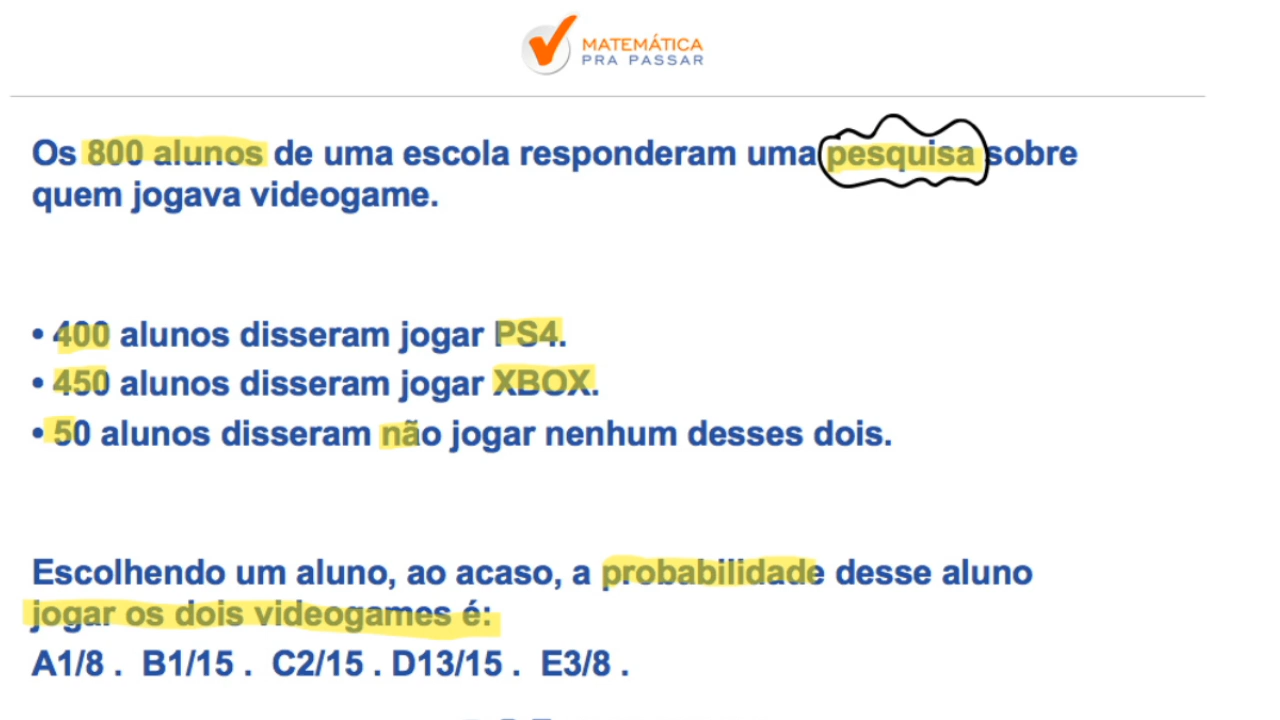 MATEMÁTICA
PRA PASSAR
Os 800 alunos de uma escola responderam uma pesquisa sobre
quem jogava videogame.
• 400 alunos disseram jogar PS4.
• 450 alunos disseram jogar XBOX.
• 50 alunos disseram não jogar nenhum desses dois.
Escolhendo um aluno, ao acaso, a probabilidade desse aluno
jogar os dois videogames é:
A1/8 . B1/15 . C2/15 . D13/15 . E3/8 .